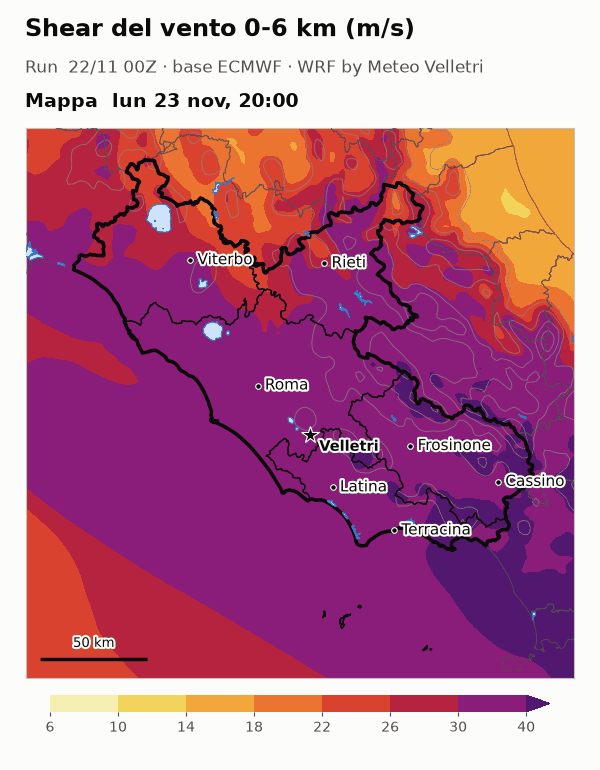 Shear del vento 0-6 km (m/s)
Run  22/11 00Z · base ECMWF · WRF by Meteo Velletri
Mappa  lun 23 nov, 20:00
Viterbo
Rieti
Roma
Velletri
Frosinone
Latina
Cassino
Terracina
50 km
6 10 14 18 22 26 30 40